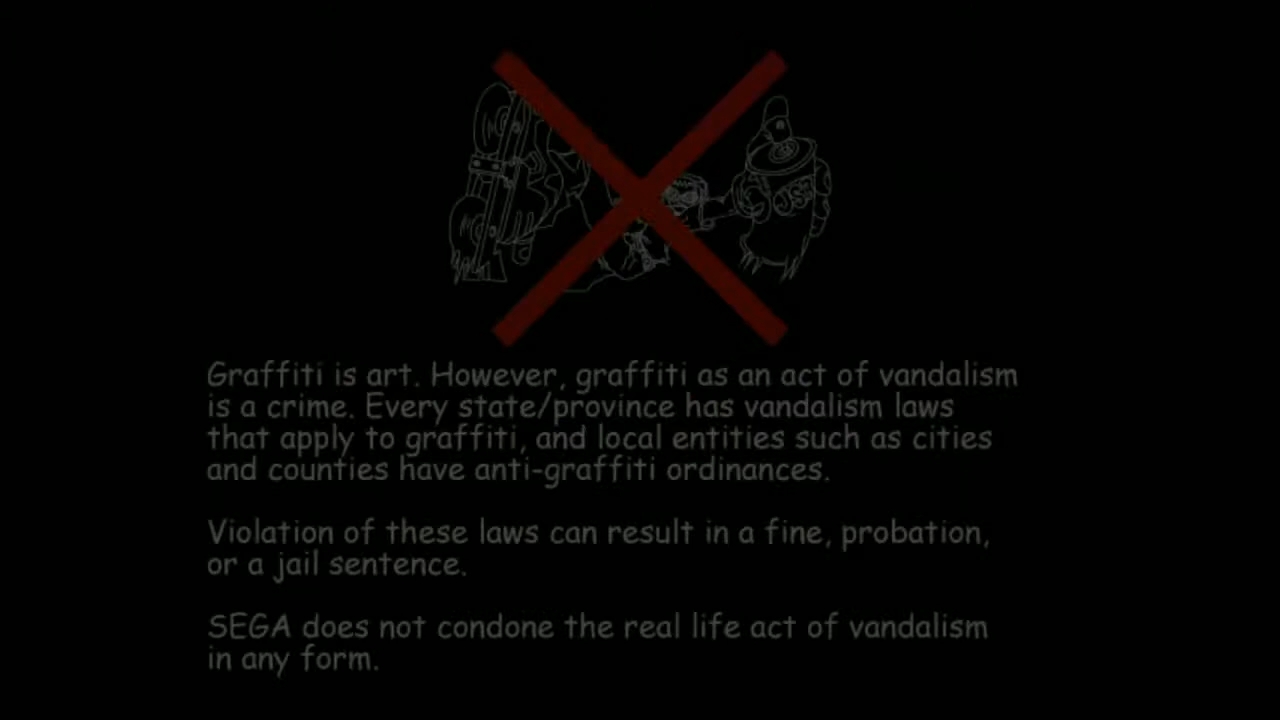 Graffiti is art. However, graffiti as an act of vandalism
is a crime. Every state/province has vandalism laws
that apply to graffiti, and local entities such as cities
and counties have anti-graffiti ordinances.
Violation of these laws can result in a fine, probation,
or a jail sentence.
SEGA does not condone the real life act of vandalism
in any form.